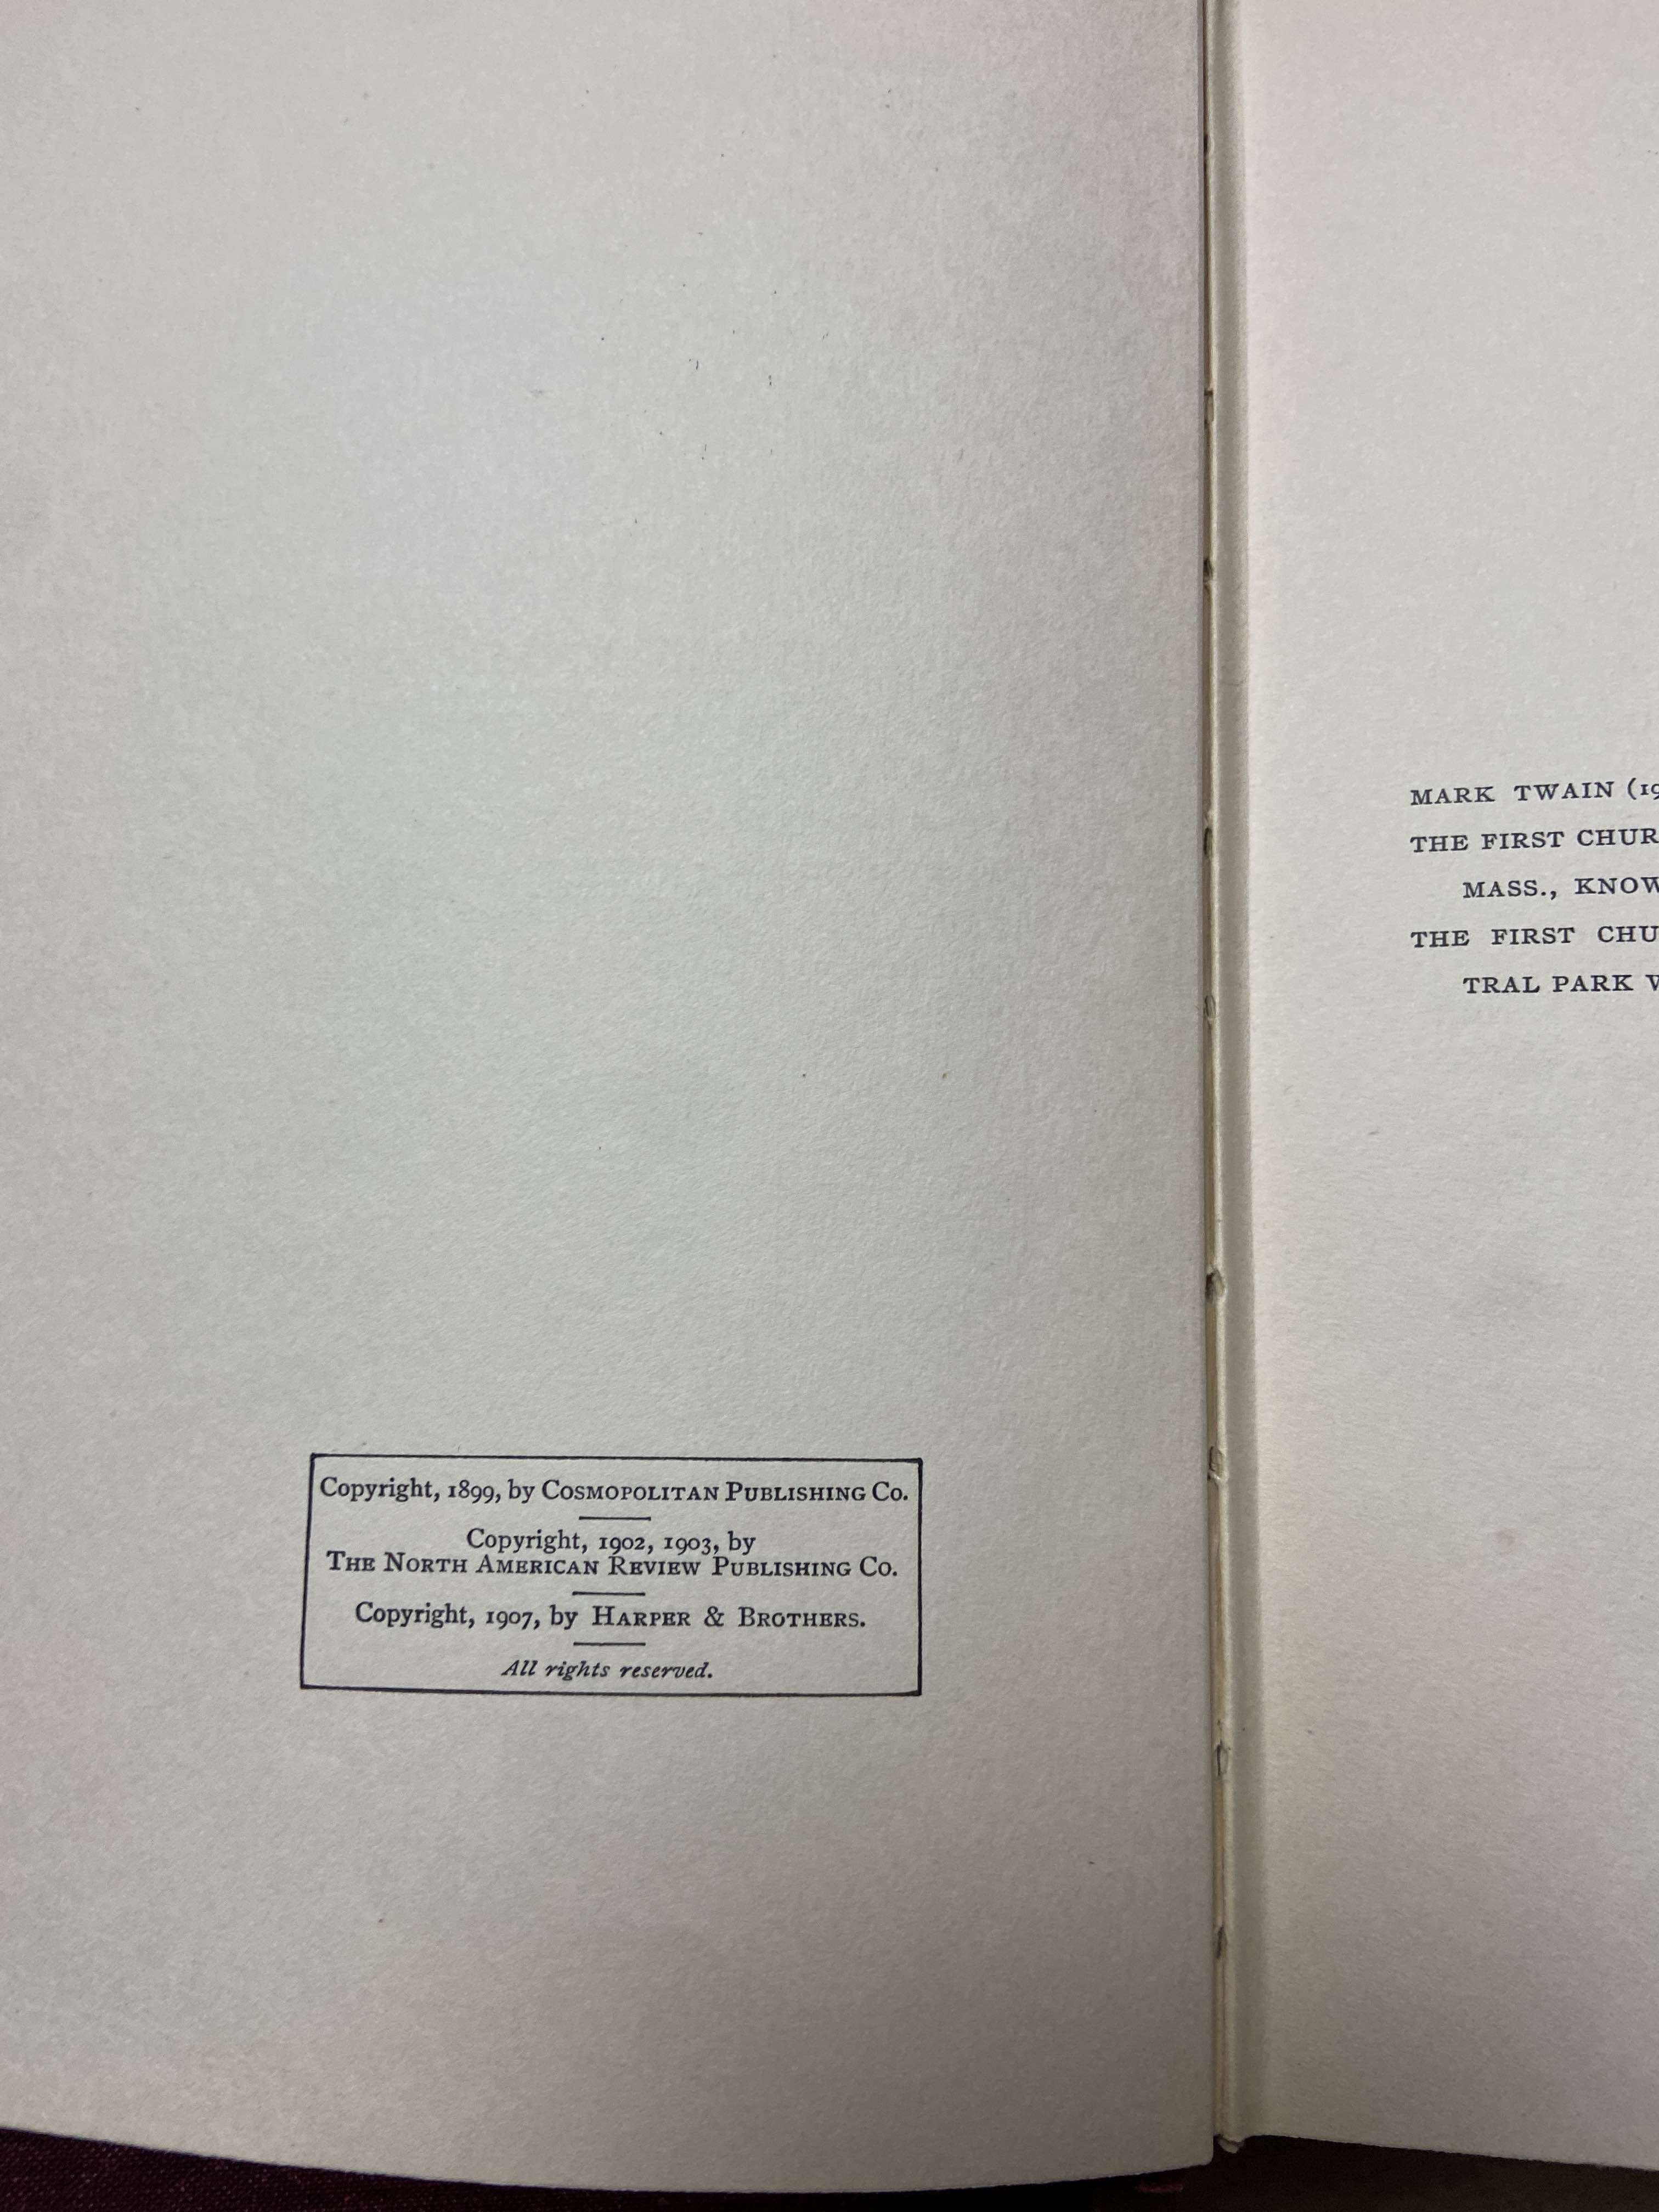 Copyright, 1899, by COSMOPOLITAN PUBLISHING CO.
Copyright, 1902, 1903, by
THE NORTH AMERICAN REVIEW PUBLISHING CO.
Copyright, 1907, by HARPER & BROTHERS.
All rights reserved.
MARK TWAIN (19
THE FIRST CHUR
MASS., KNOW
THE FIRST CHU
TRAL PARK